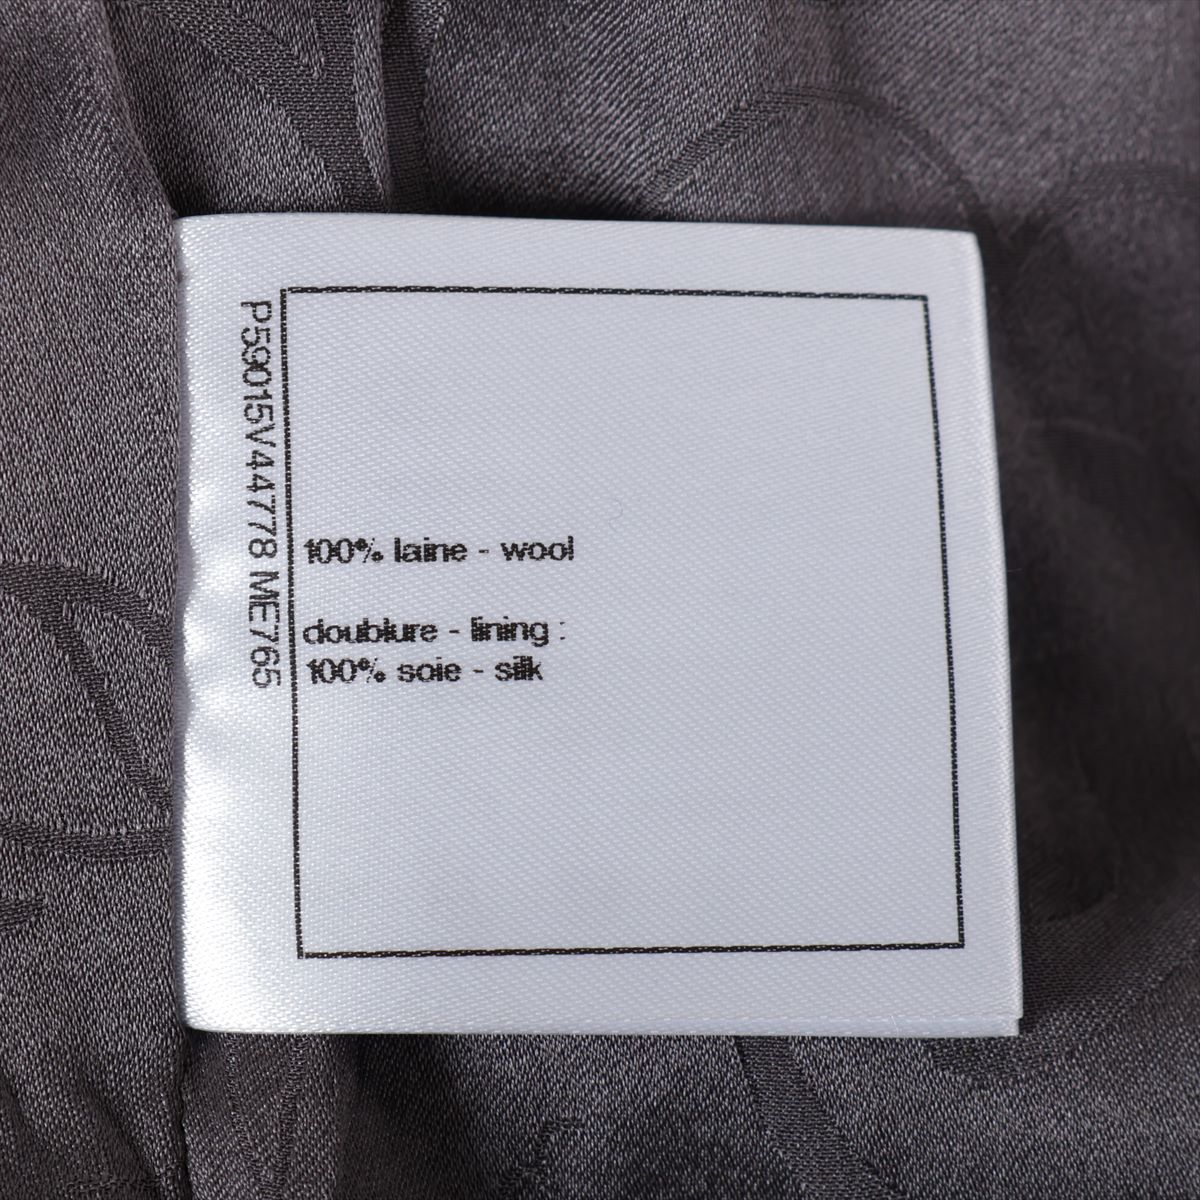 P59015V44778 ME765
100% laine - wool
doublure - lining :
100% soie - silk